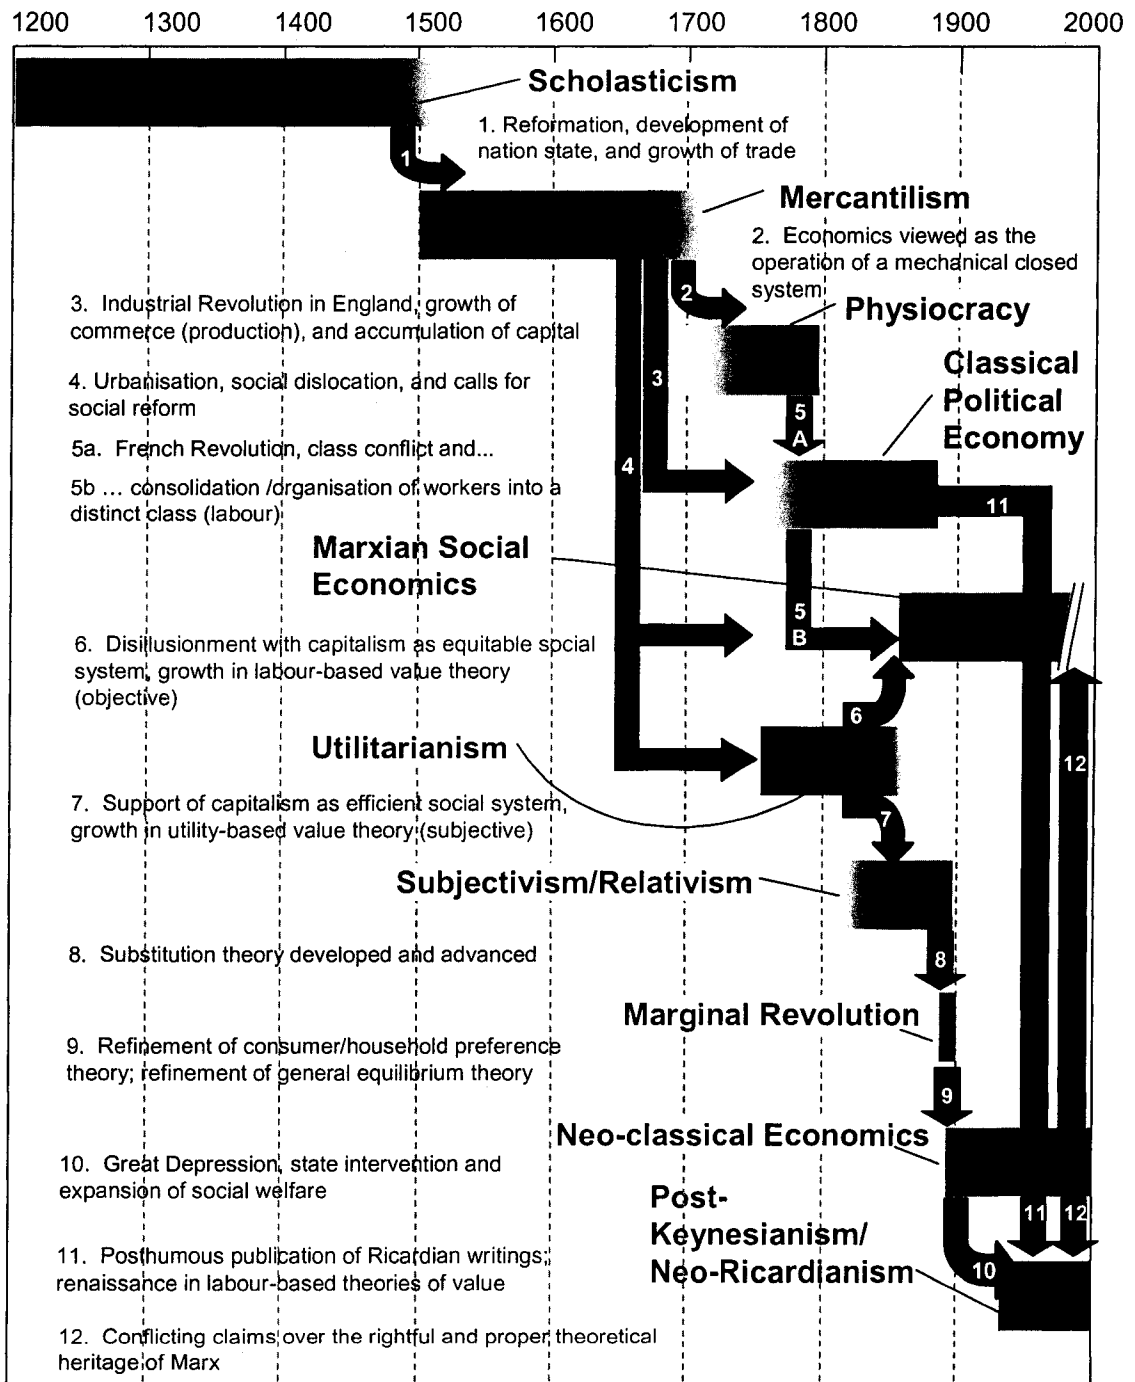 1200 1300 1400 1500 1600 1700 1800 1900 2000
Scholasticism
1. Reformation, development of
nation state, and growth of trade
1
Mercantilism
2. Economics viewed as the
operation of a mechanical closed
system
2
3. Industrial Revolution in England, growth of
commerce (production), and accumulation of capital
Physiocracy
4. Urbanisation, social dislocation, and calls for
social reform
3
Classical
Political
Economy
5
A
5a. French Revolution, class conflict and...
4
5b ... consolidation /organisation of workers into a
distinct class (labour)
11
Marxian Social
Economics
5
B
6. Disillusionment with capitalism as equitable social
system, growth in labour-based value theory
(objective)
6
Utilitarianism
12
7. Support of capitalism as efficient social system,
growth in utility-based value theory (subjective)
7
Subjectivism/Relativism
8. Substitution theory developed and advanced
8
Marginal Revolution
9. Refinement of consumer/household preference
theory; refinement of general equilibrium theory
9
Neo-classical Economics
10. Great Depression, state intervention and
expansion of social welfare
Post-
Keynesianism/
Neo-Ricardianism
11 12
10
11. Posthumous publication of Ricardian writings;
renaissance in labour-based theories of value
12. Conflicting claims over the rightful and proper theoretical
heritage of Marx